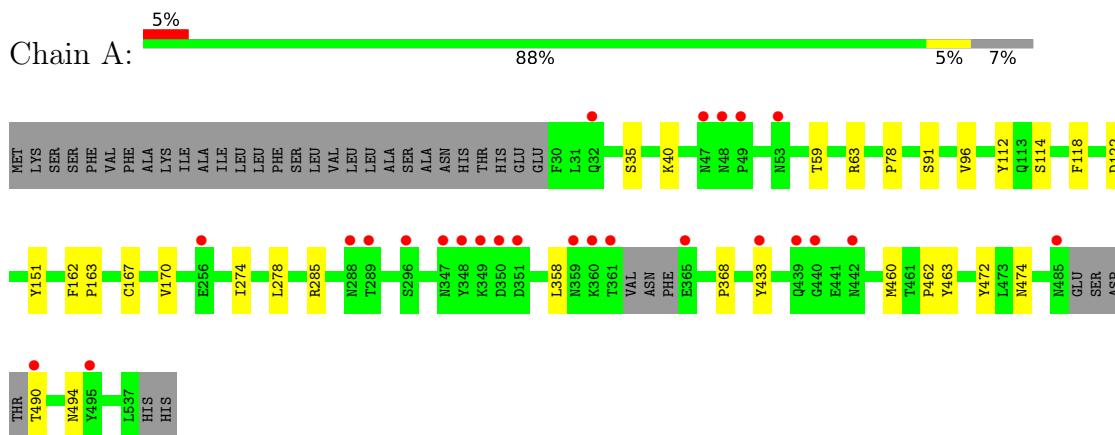 5%
Chain A:
88% 5% 7%
MET LYS SER SER PHE VAL PHE ALA LYS ILE ALA ILE LEU LEU PHE SER LEU VAL LEU LEU ALA SER ALA ASN HIS THR HIS GLU GLU F30 L31 Q32 S35 K40 N47 N48 P49 N53 T59 R63 P78 S91 V96 Y112 Q113 S114 F118
Y151 F162 P163 C167 V170 E256 I274 L278 R285 N288 T289 S296 N347 Y348 K349 D350 D351 L358 N359 K360 T361 VAL ASN PHE E365 P368 Y433 Q439 G440 E441 N442 M460 T461 P462 Y463 Y472 L473 N474 N485 GLU SER ASP
THR T490 N494 Y495 L537 HIS HIS